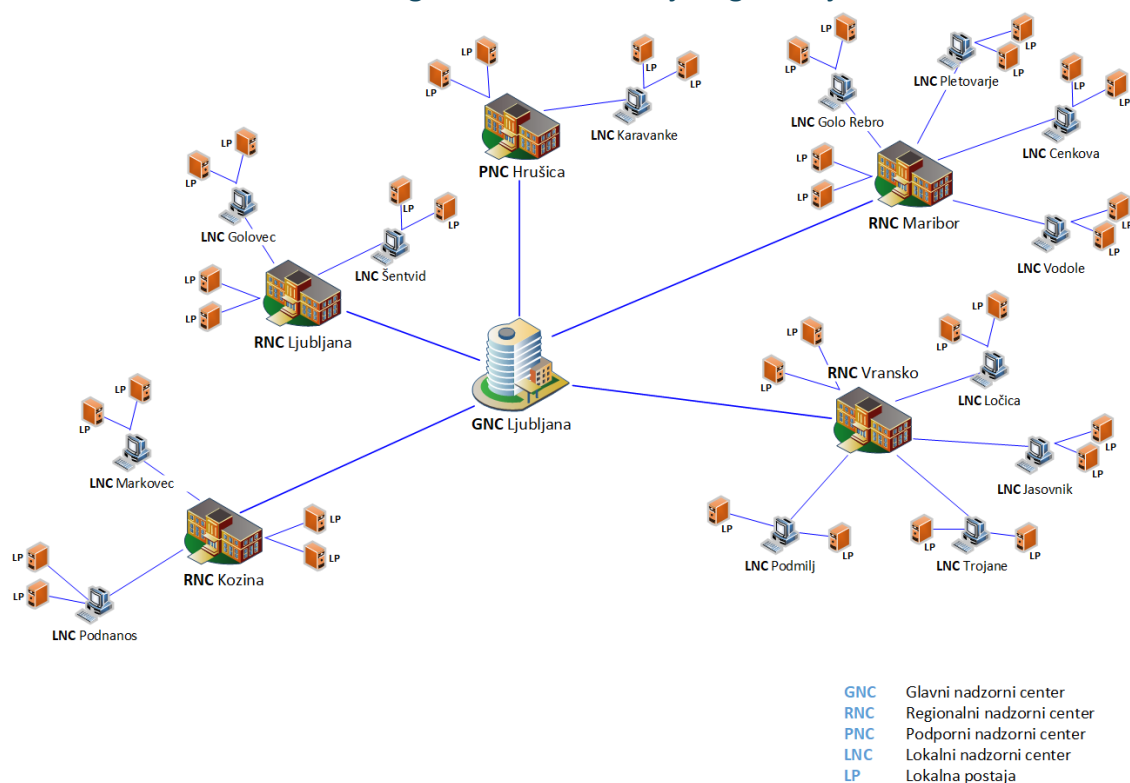 LP
LP
LP
LP
LNC Karavanke
PNC Hrušica
LP
LP
LNC Golo Rebro
LP
LP
LNC Pletovarje
LP
LP
LNC Cenkova
LP
LP
RNC Maribor
LP
LP
LNC Vodole
LP
LP
LNC Golovec
LP
LP
LNC Šentvid
LP
LP
RNC Ljubljana
GNC Ljubljana
LP
LP
RNC Vransko
LP
LP
LNC Ločica
LP
LP
LNC Jasovnik
LP
LP
LNC Podmilj
LP
LP
LNC Trojane
LP
LP
LNC Markovec
LP
LP
RNC Kozina
LP
LP
LNC Podnanos
GNC Glavni nadzorni center
RNC Regionalni nadzorni center
PNC Podporni nadzorni center
LNC Lokalni nadzorni center
LP Lokalna postaja